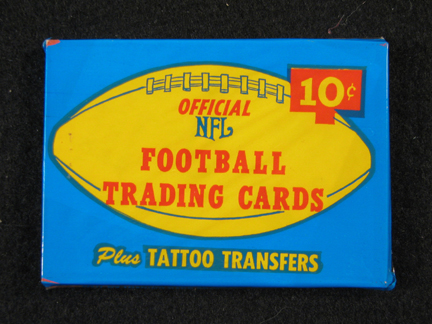 10¢
OFFICIAL
NFL
FOOTBALL
TRADING CARDS
Plus TATTOO TRANSFERS